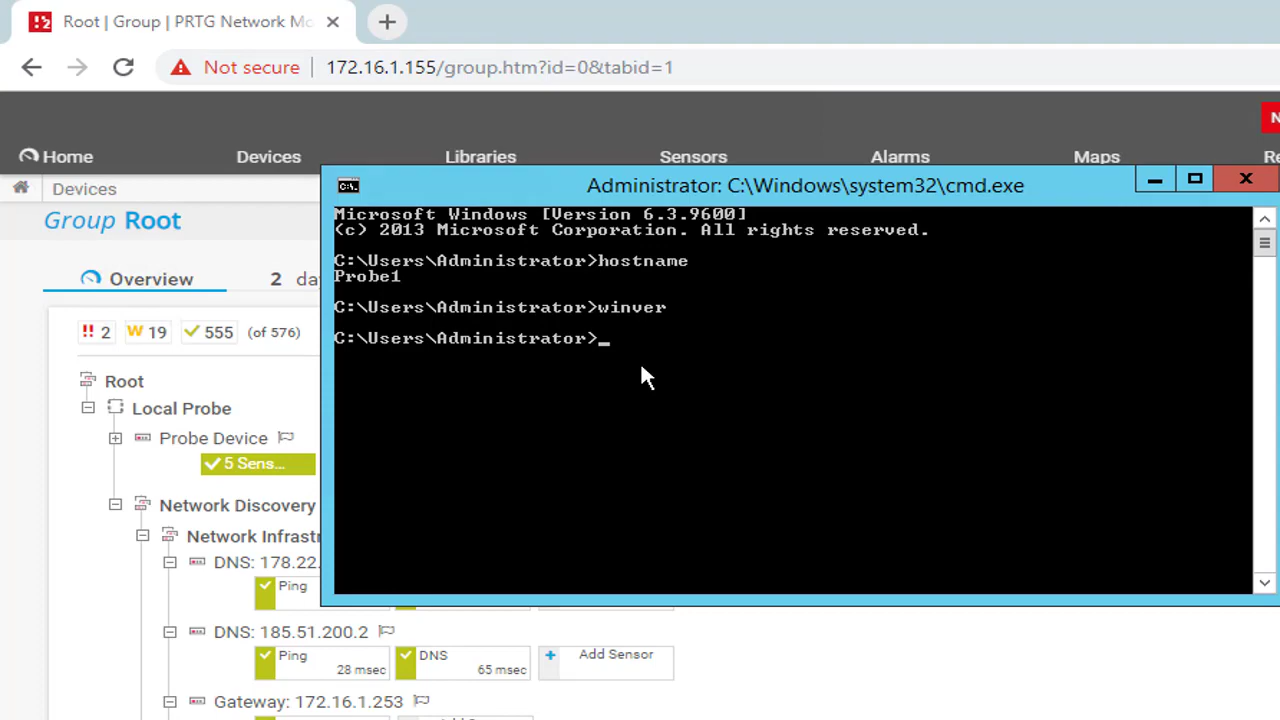 Root | Group | PRTG Network Mo
Not secure | 172.16.1.155/group.htm?id=0&tabid=1
Home Devices Libraries Sensors Alarms Maps Re
Devices
Group Root
Overview 2 da
!! 2 W 19 555 (of 576)
Root
Local Probe
Probe Device
5 Sens...
Network Discovery
Network Infrastr
DNS: 178.22.
Ping
DNS: 185.51.200.2
Ping 28 msec DNS 65 msec Add Sensor
Gateway: 172.16.1.253
Administrator: C:\Windows\system32\cmd.exe
Microsoft Windows [Version 6.3.9600]
(c) 2013 Microsoft Corporation. All rights reserved.
C:\Users\Administrator>hostname
Probe1
C:\Users\Administrator>winver
C:\Users\Administrator>_